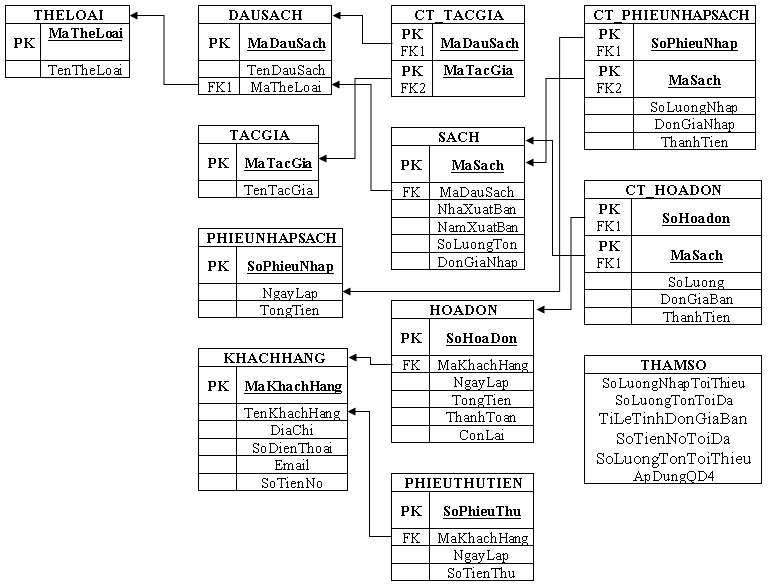 THELOAI
PK MaTheLoai
TenTheLoai
DAUSACH
PK MaDauSach
TenDauSach
FK1 MaTheLoai
CT_TACGIA
PK
FK1 MaDauSach
PK
FK2 MaTacGia
CT_PHIEUNHAPSACH
PK
FK1 SoPhieuNhap
PK
FK2 MaSach
SoLuongNhap
DonGiaNhap
ThanhTien
TACGIA
PK MaTacGia
TenTacGia
SACH
PK MaSach
FK MaDauSach
NhaXuatBan
NamXuatBan
SoLuongTon
DonGiaNhap
CT_HOADON
PK
FK1 SoHoadon
PK
FK1 MaSach
SoLuong
DonGiaBan
ThanhTien
PHIEUNHAPSACH
PK SoPhieuNhap
NgayLap
TongTien
HOADON
PK SoHoaDon
FK MaKhachHang
NgayLap
TongTien
ThanhToan
ConLai
KHACHHANG
PK MaKhachHang
TenKhachHang
DiaChi
SoDienThoai
Email
SoTienNo
THAMSO
SoLuongNhapToiThieu
SoLuongTonToiDa
TiLeTinhDonGiaBan
SoTienNoToiDa
SoLuongTonToiThieu
ApDungQD4
PHIEUTHUTIEN
PK SoPhieuThu
FK MaKhachHang
NgayLap
SoTienThu